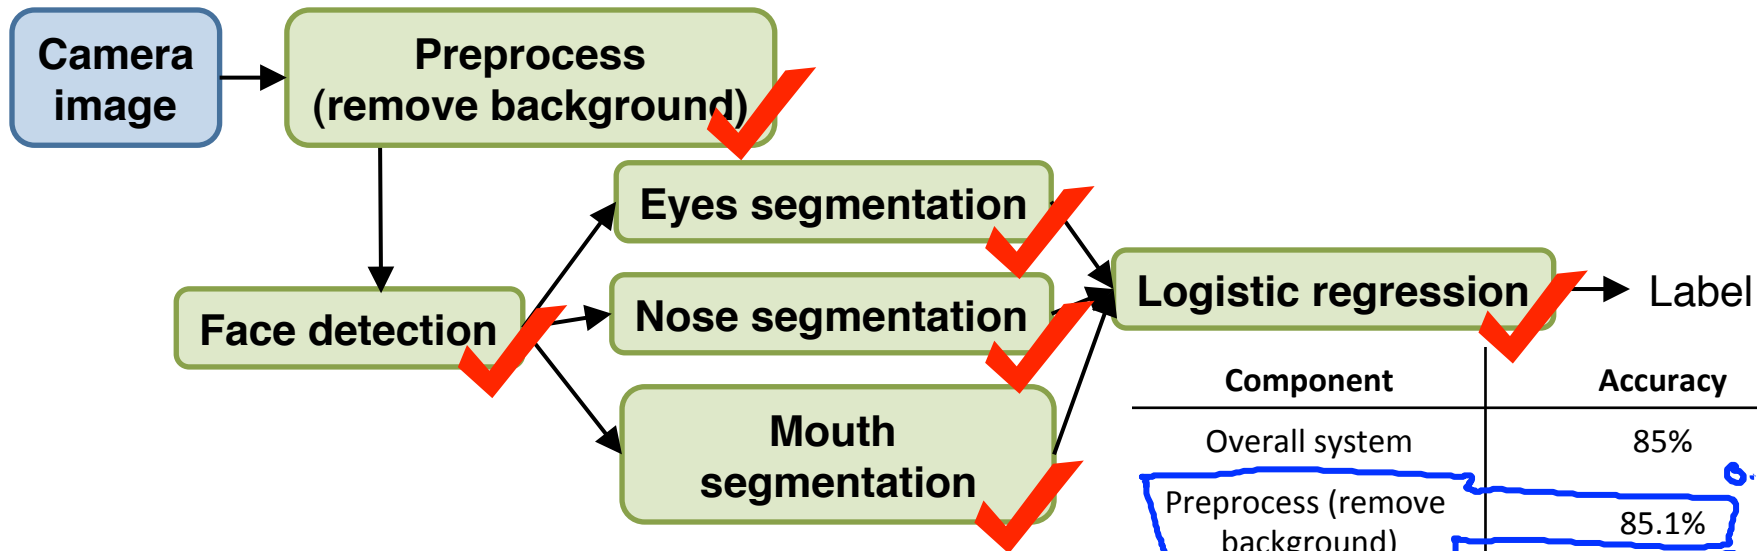 Camera
image
Preprocess
(remove background)
Eyes segmentation
Face detection
Nose segmentation
Logistic regression
Label
Mouth
segmentation
Component Accuracy
Overall system 85%
Preprocess (remove
background) 85.1%